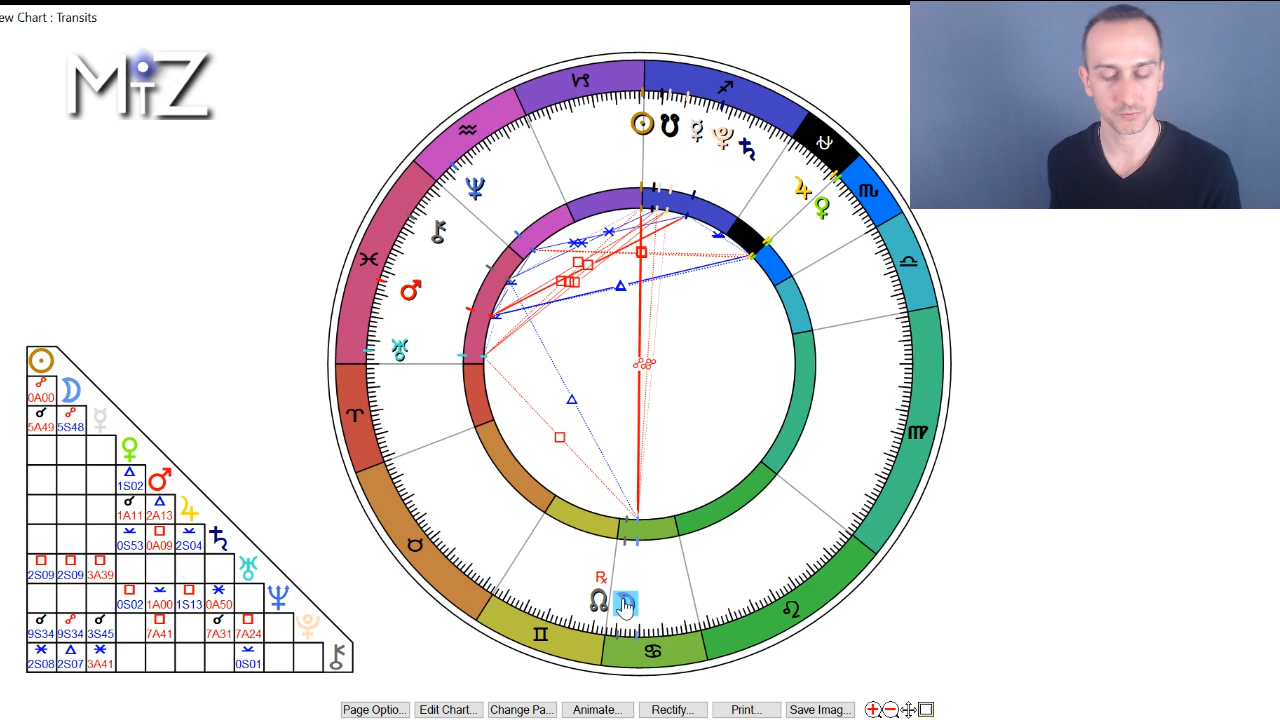 ew Chart : Transits
MTZ
☉
☍ 0A00 ☽
☌ 5A49 ☍ 5S48 ☿
♀
△ 1S02 ♂
☌ 1A11 △ 2A13 ♃
⚺ 0S53 □ 0A09 ⚺ 2S04 ♄
□ 2S09 □ 2S09 □ 3A39 ♅
□ 0S02 ⚺ 1A00 □ 1S13 ⚹ 0A50 ♆
☌ 9S34 ☍ 9S34 ☌ 3S45 □ 7A41 ☌ 7A31 □ 7A24 ♇
⚹ 2S08 △ 2S07 ⚹ 3A41 ⚺ 0S01 ⚷
Page Optio... Edit Chart... Change Pa... Animate... Rectify... Print... Save Imag...